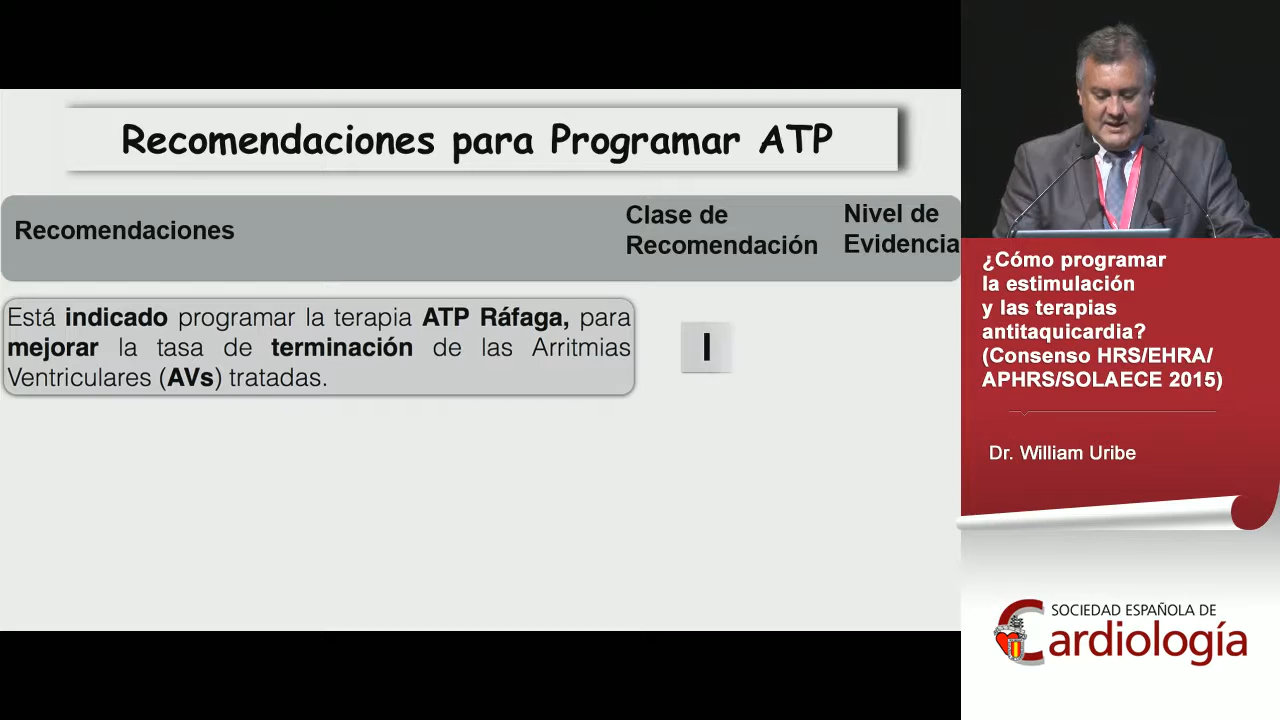 Recomendaciones para Programar ATP
Recomendaciones
Clase de
Recomendación
Nivel de
Evidencia
Está indicado programar la terapia ATP Ráfaga, para
mejorar la tasa de terminación de las Arritmias
Ventriculares (AVs) tratadas.
I
¿Cómo programar
la estimulación
y las terapias
antitaquicardia?
(Consenso HRS/EHRA/
APHRS/SOLAECE 2015)
Dr. William Uribe
SOCIEDAD ESPAÑOLA DE
Cardiología